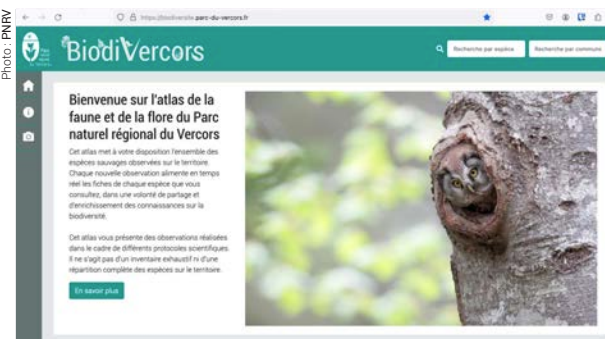 Photo : PNRV
https://biodiversite.parc-du-vercors.fr
Parc
BiodiVercors
Recherche par espèce
Recherche par commune
Bienvenue sur l'atlas de la
faune et de la flore du Parc
naturel régional du Vercors
Cet atlas met à votre disposition l'ensemble des
espèces sauvages observées sur le territoire.
Chaque nouvelle observation alimente en temps
réel les fiches de chaque espèce que vous
consultez, dans une volonté de partage et
d'enrichissement des connaissances sur la
biodiversité.
Cet atlas vous présente des observations réalisées
dans le cadre de différents protocoles scientifiques.
Il ne s'agit pas d'un inventaire exhaustif ni d'une
répartition complète des espèces sur le territoire.
En savoir plus